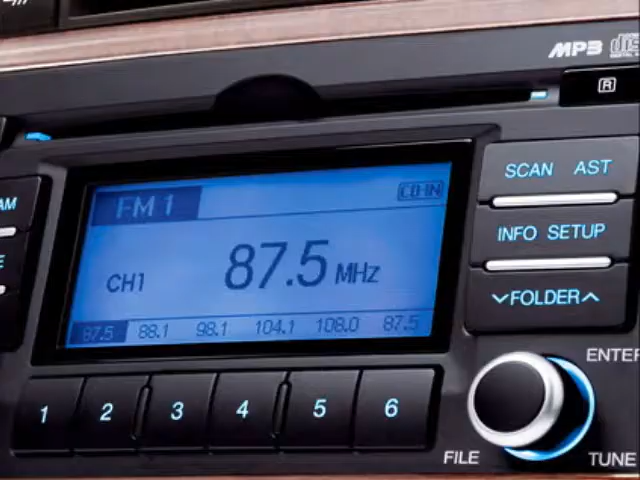 MP3
R
AM
SCAN AST
FM 1 CD-IN
INFO SETUP
87.5 MHz
CH1
FOLDER
87.5 88.1 98.1 104.1 108.0 87.5
ENTER
1 2 3 4 5 6
FILE TUNE